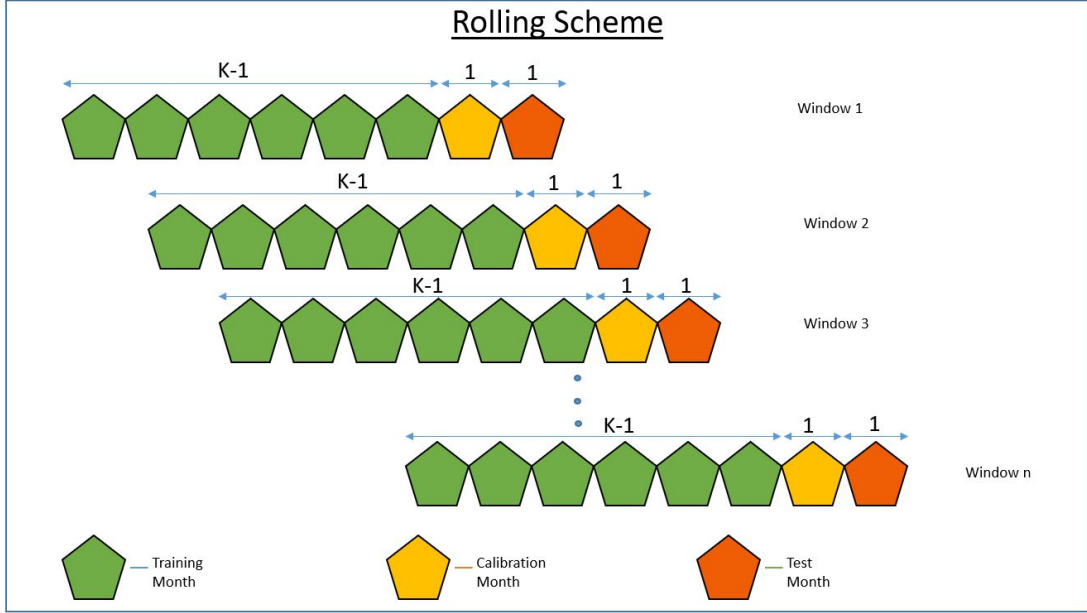 Rolling Scheme
K-1 1 1
Window 1
K-1 1 1
Window 2
K-1 1 1
Window 3
K-1 1 1
Window n
Training
Month
Calibration
Month
Test
Month